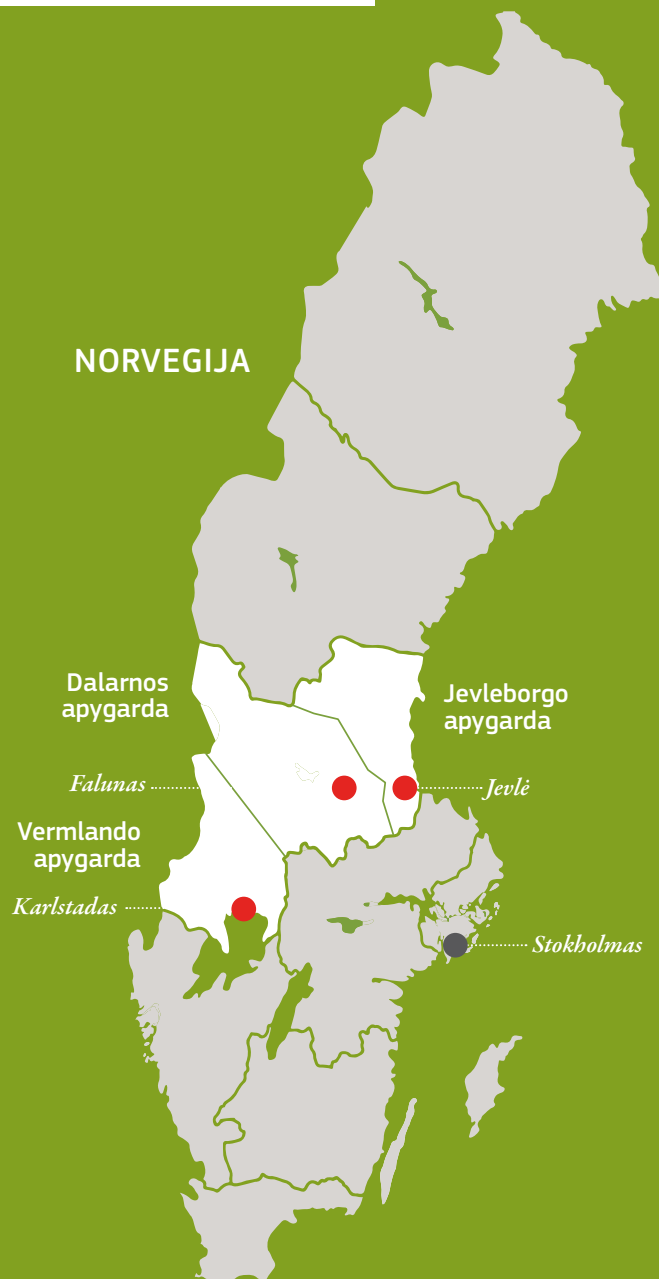 NORVEGIJA
Dalarnos
apygarda
Jevleborgo
apygarda
Falunas
Jevlė
Vermlando
apygarda
Karlstadas
Stokholmas